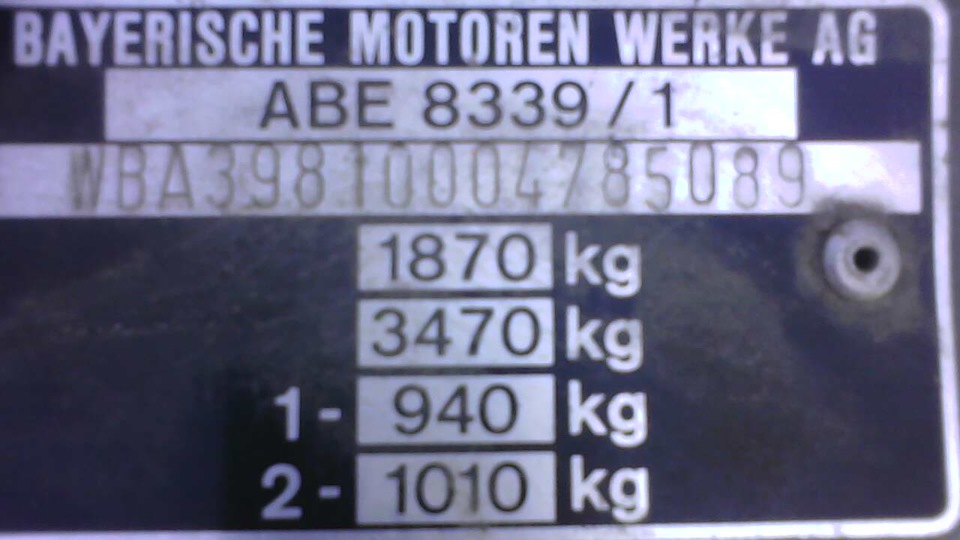 BAYERISCHE MOTOREN WERKE AG
ABE 8339 / 1
WBA39810004785089
1870 kg
3470 kg
1- 940 kg
2- 1010 kg